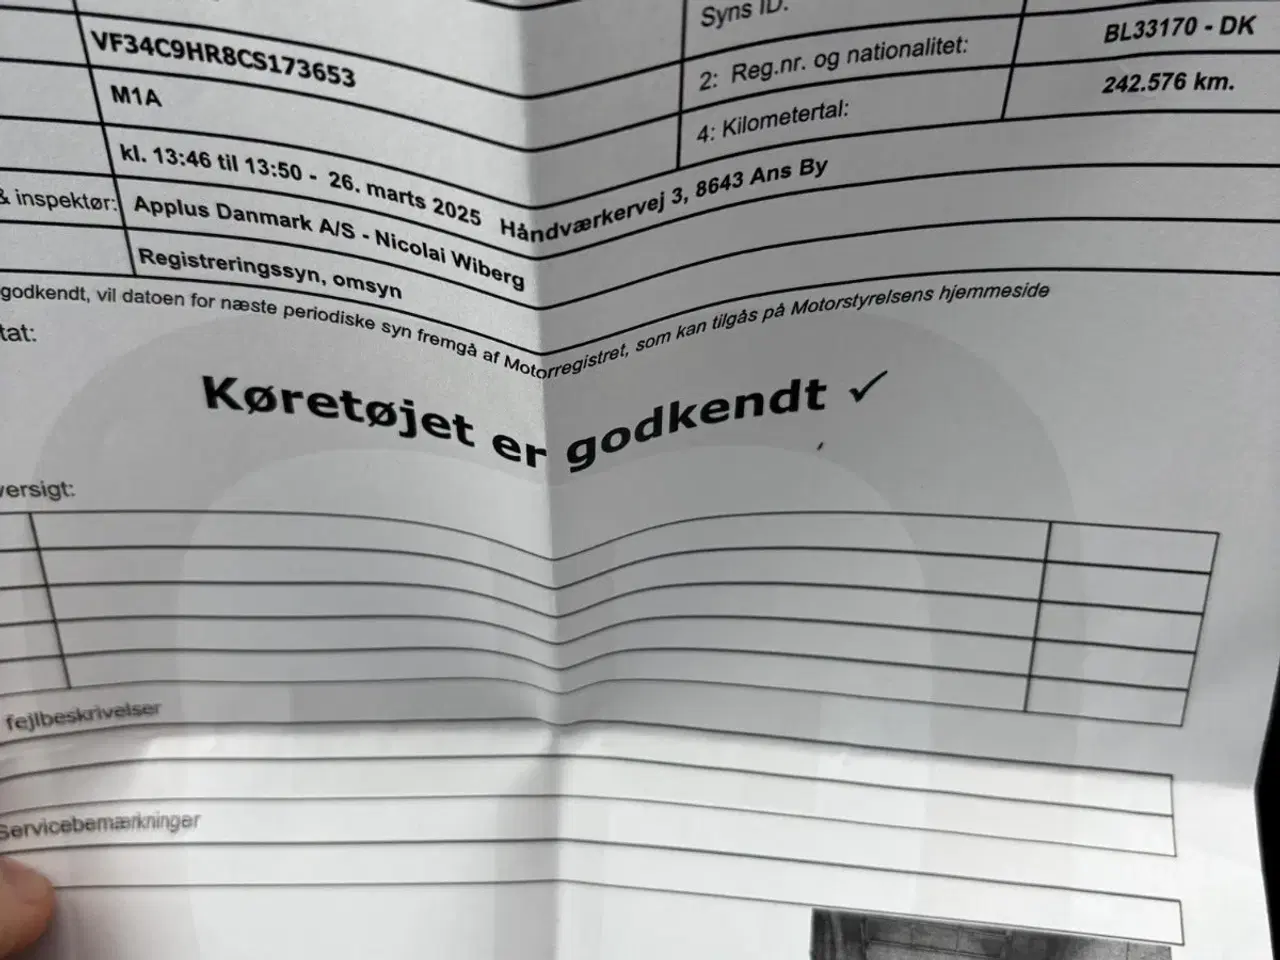 Syns ID.
VF34C9HR8CS173653
2: Reg.nr. og nationalitet: BL33170 - DK
M1A
4: Kilometertal: 242.576 km.
kl. 13:46 til 13:50 - 26. marts 2025 Håndværkervej 3, 8643 Ans By
& inspektør: Applus Danmark A/S - Nicolai Wiberg
Registreringssyn, omsyn
godkendt, vil datoen for næste periodiske syn fremgå af Motorregistret, som kan tilgås på Motorstyrelsens hjemmeside
tat:
Køretøjet er godkendt ✓
versigt:
fejlbeskrivelser
Servicebemærkninger